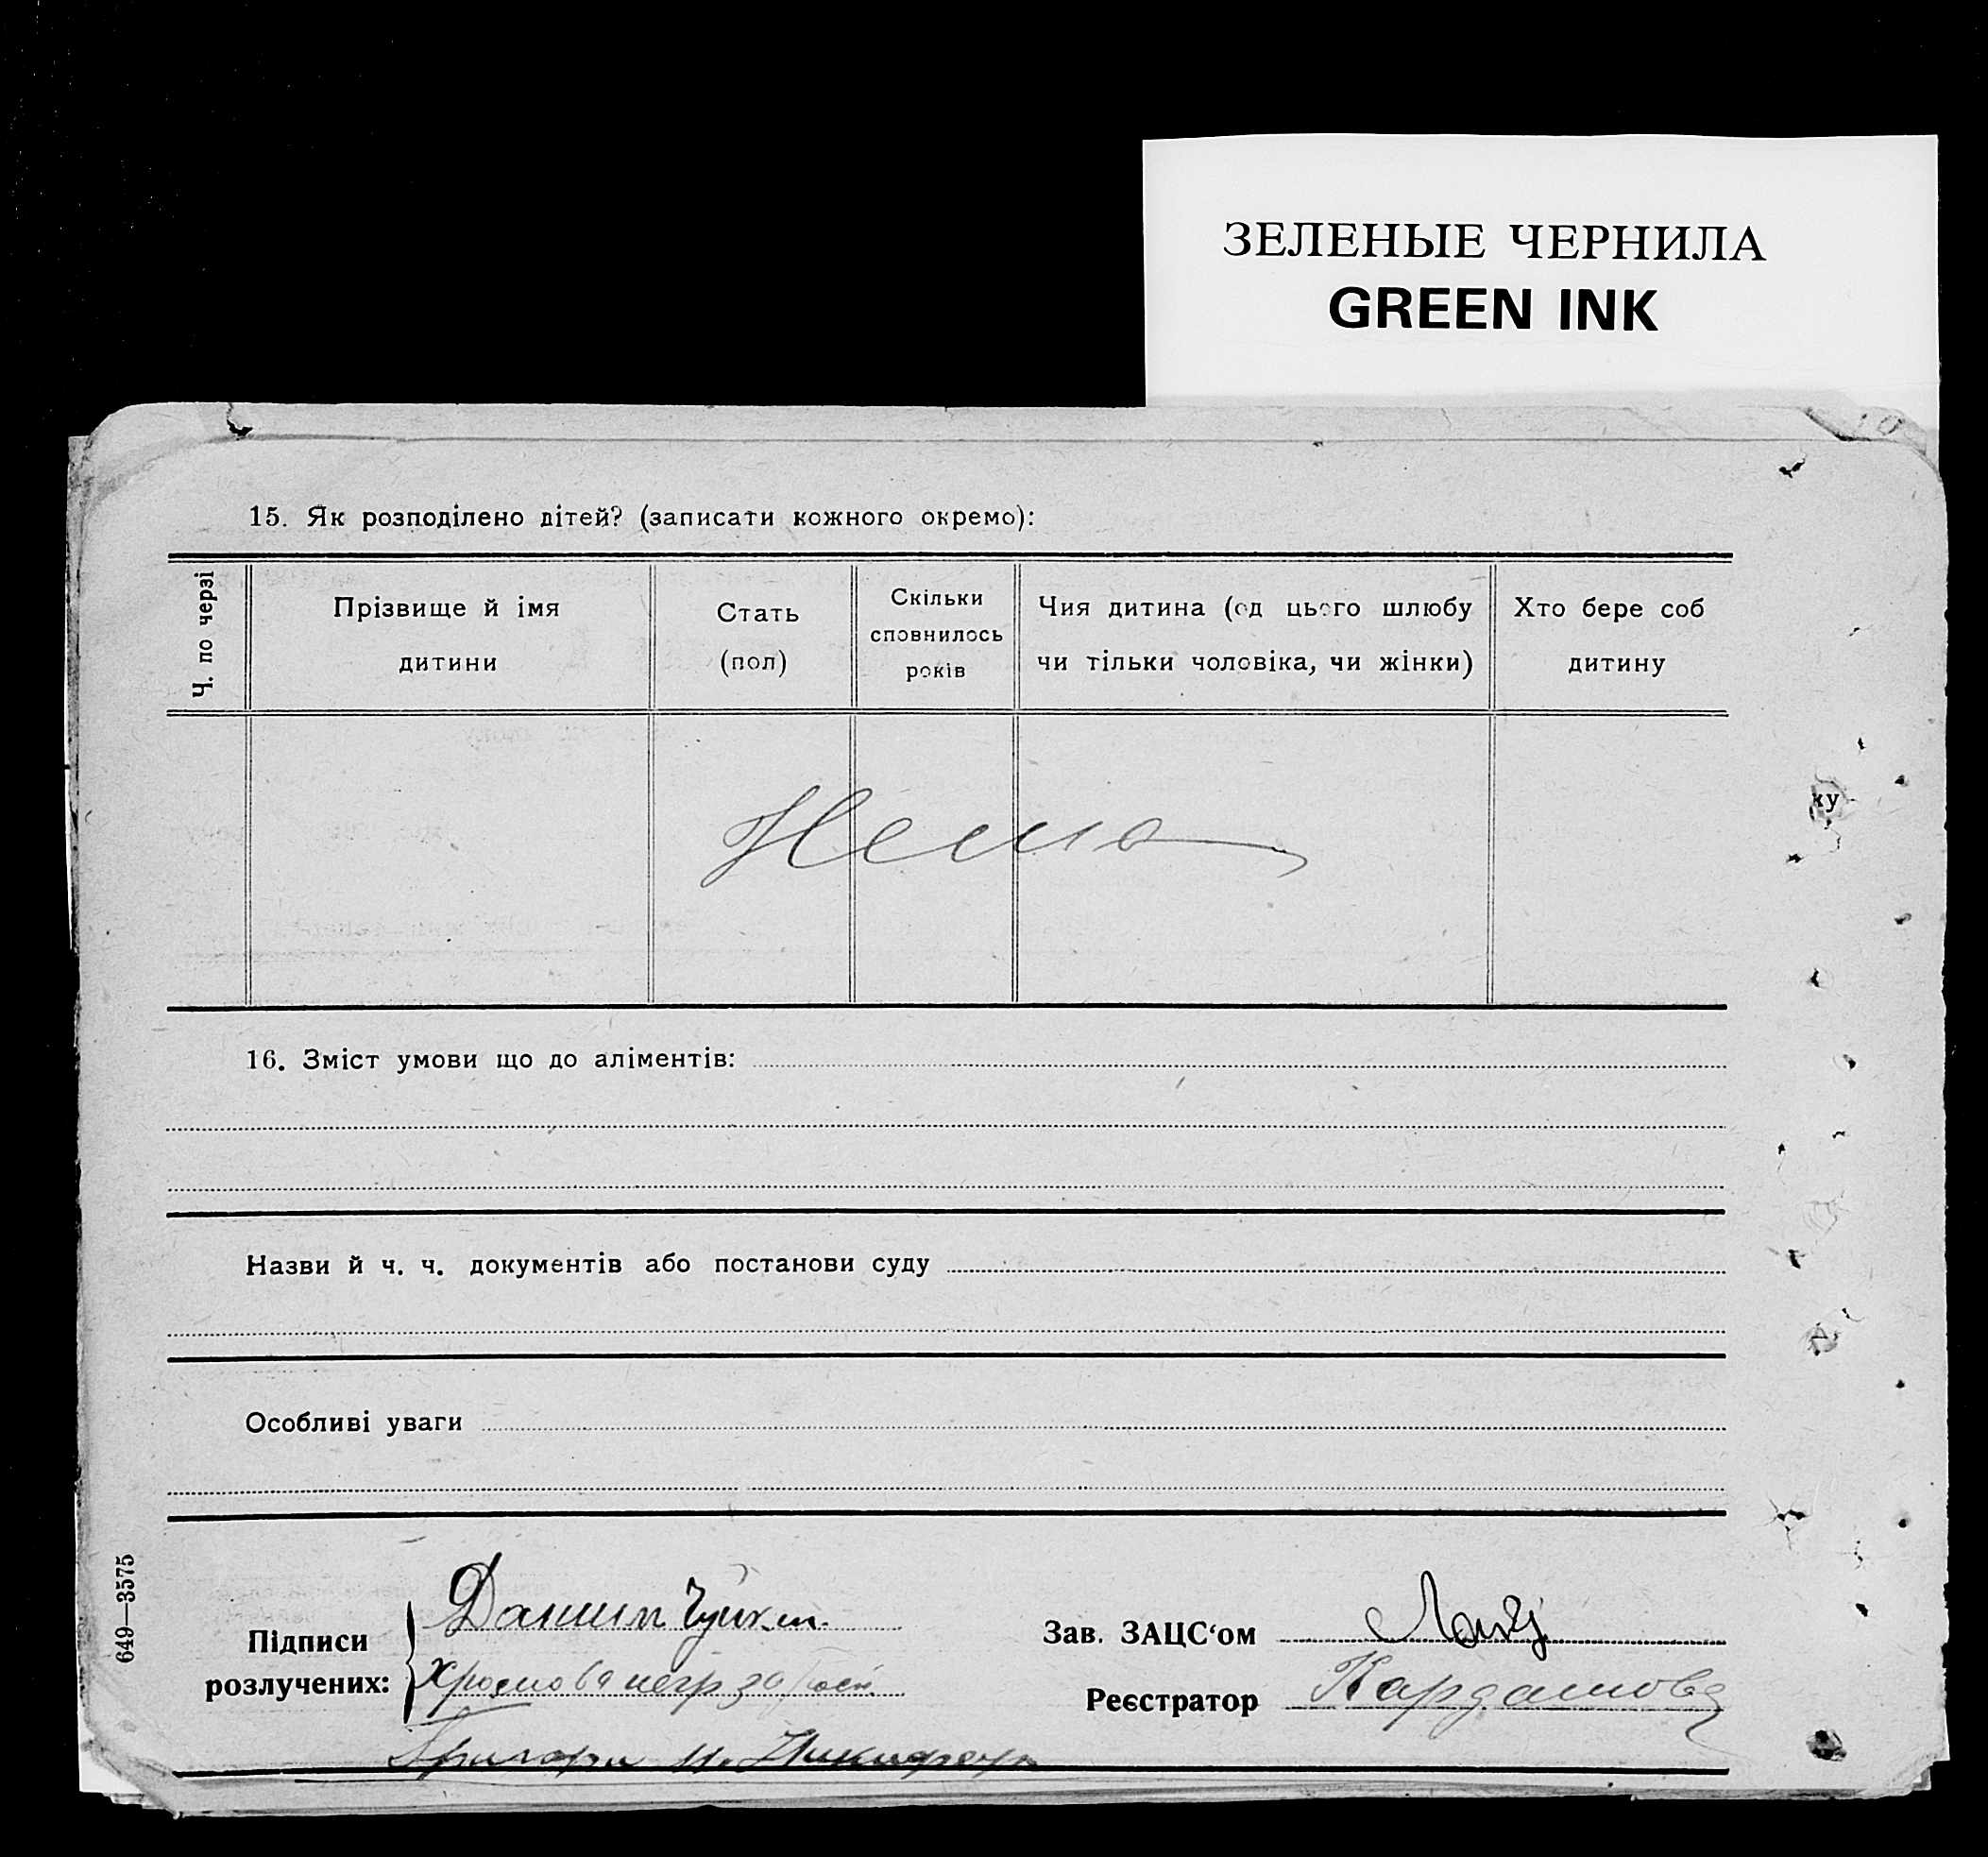 ЗЕЛЕНЫЕ ЧЕРНИЛА
GREEN INK
15. Як розподілено дітей? (записати кожного окремо):
Ч. по черзі
Прізвище й імя
дитини
Стать
(пол)
Скільки
сповнилось
років
Чия дитина (од цього шлюбу
чи тільки чоловіка, чи жінки)
Хто бере соб
дитину
ку
Нема
16. Зміст умови що до аліментів:
Назви й ч. ч. документів або постанови суду
Особливі уваги
649—3575
Підписи
розлучених:
Данил
Зав. ЗАЦС‘ом
Реєстратор Кардашова